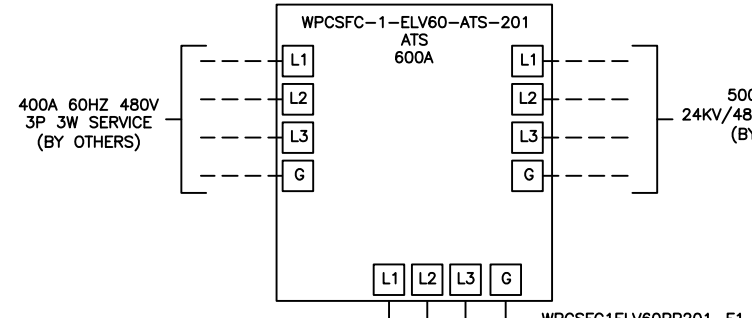 WPCSFC-1-ELV60-ATS-201
ATS
600A
L1
L2
L3
G
L1
L2
L3
G
400A 60HZ 480V
3P 3W SERVICE
(BY OTHERS)
L1 L2 L3 G